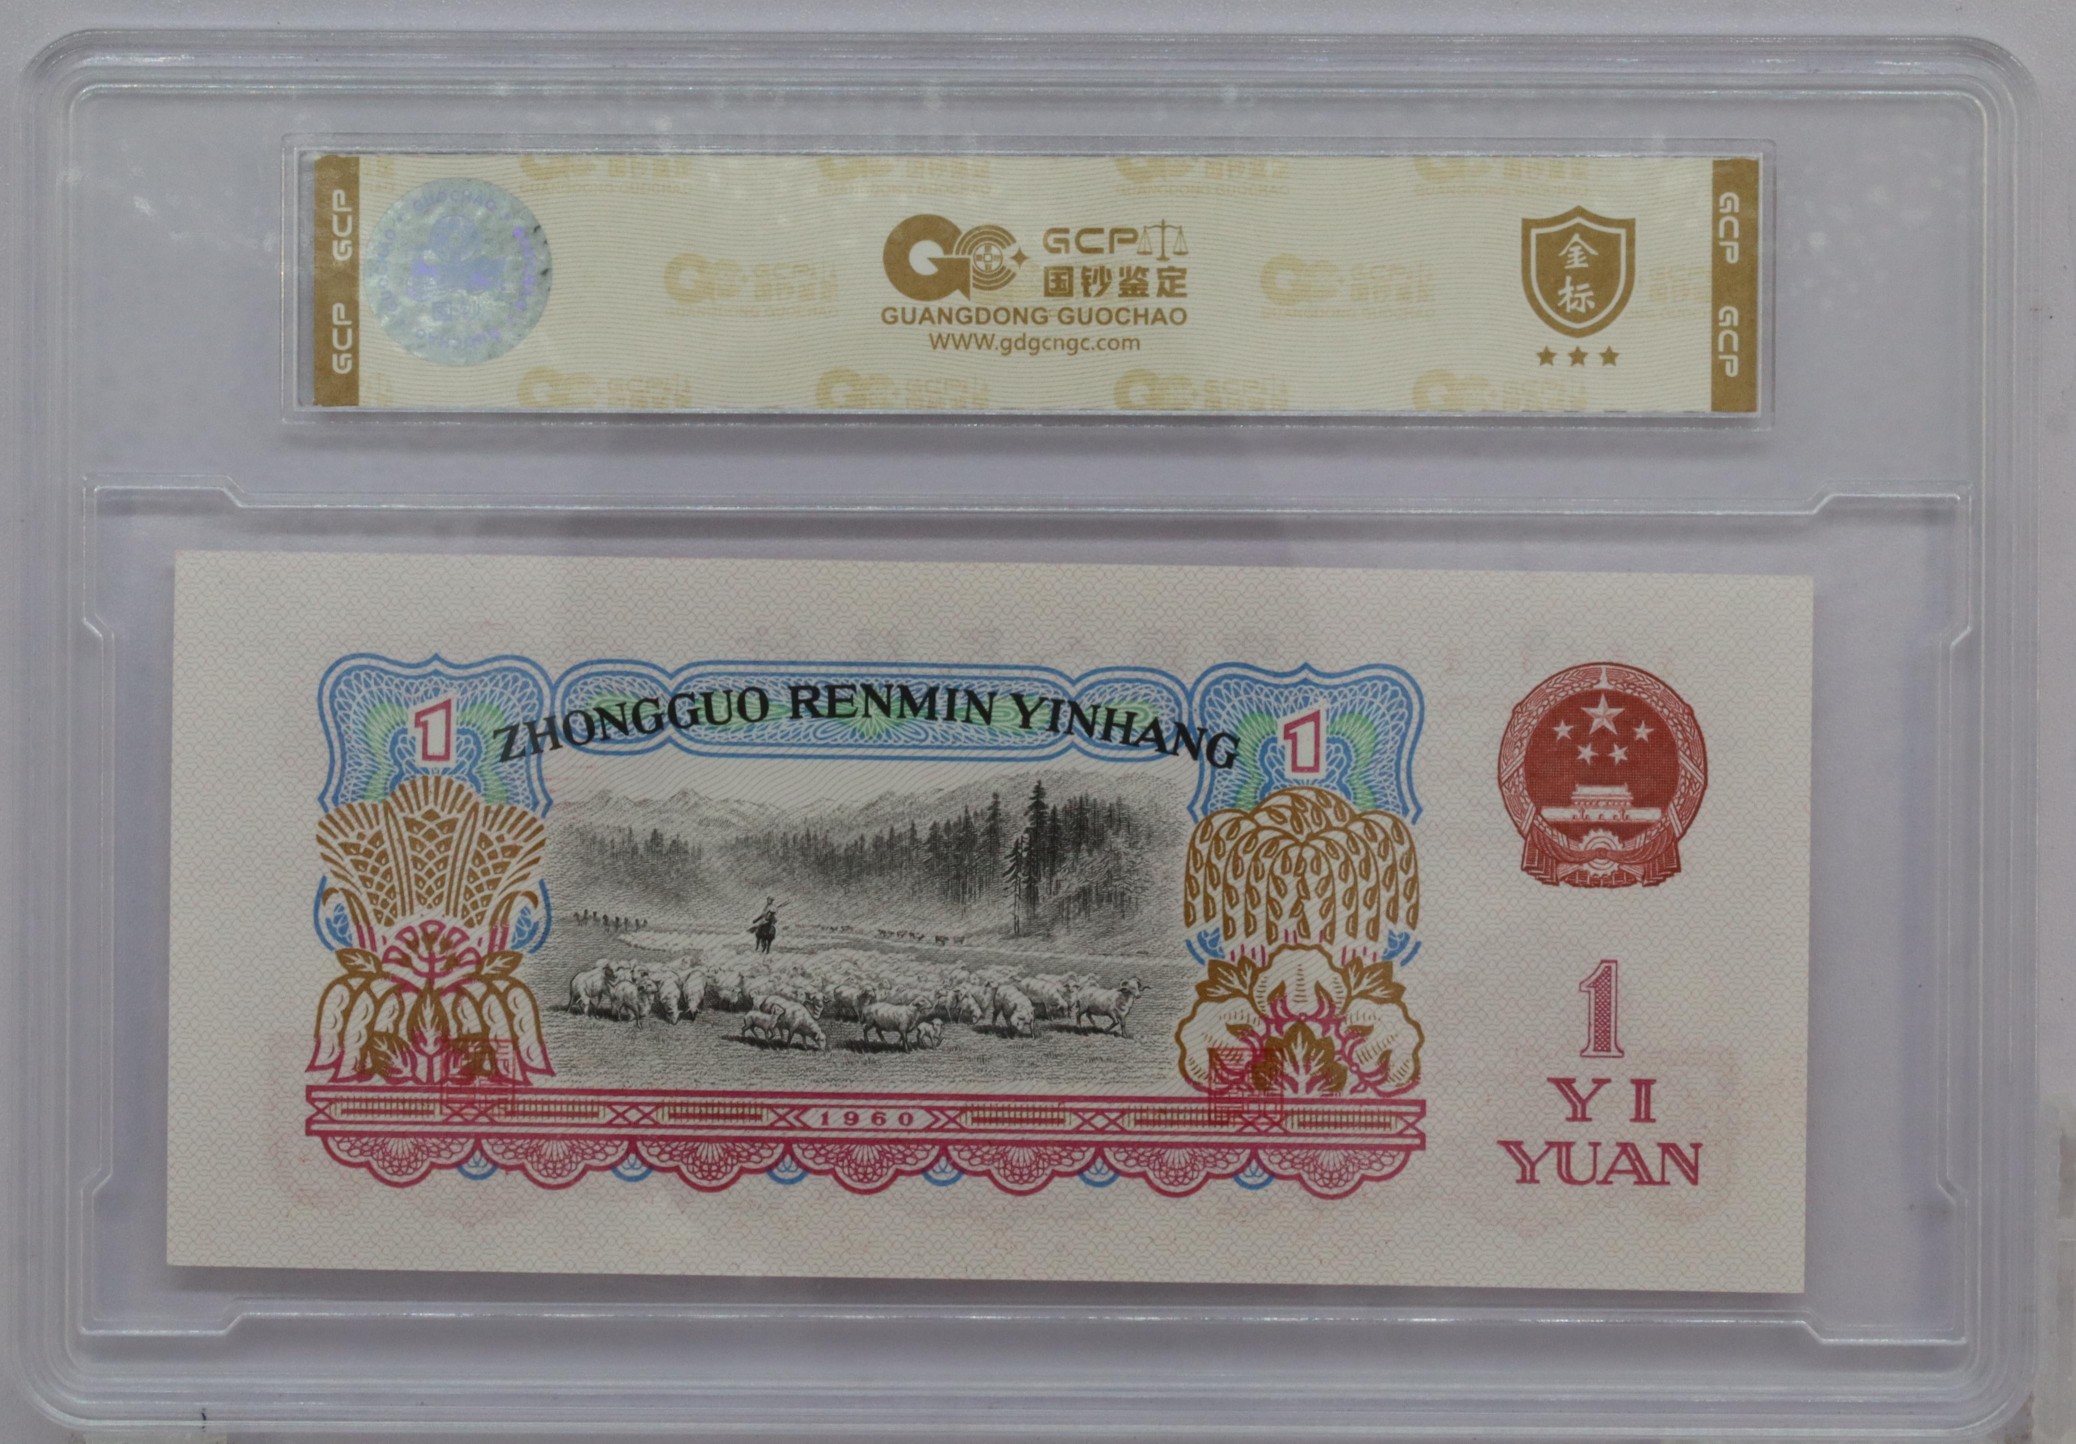 GCP
GCP
GCP
国钞鉴定
GUANGDONG GUOCHAO
WWW.gdgcngc.com
金
标
GCP
GCP
ZHONGGUO RENMIN YINHANG
1
1
1960
1
YI
YUAN